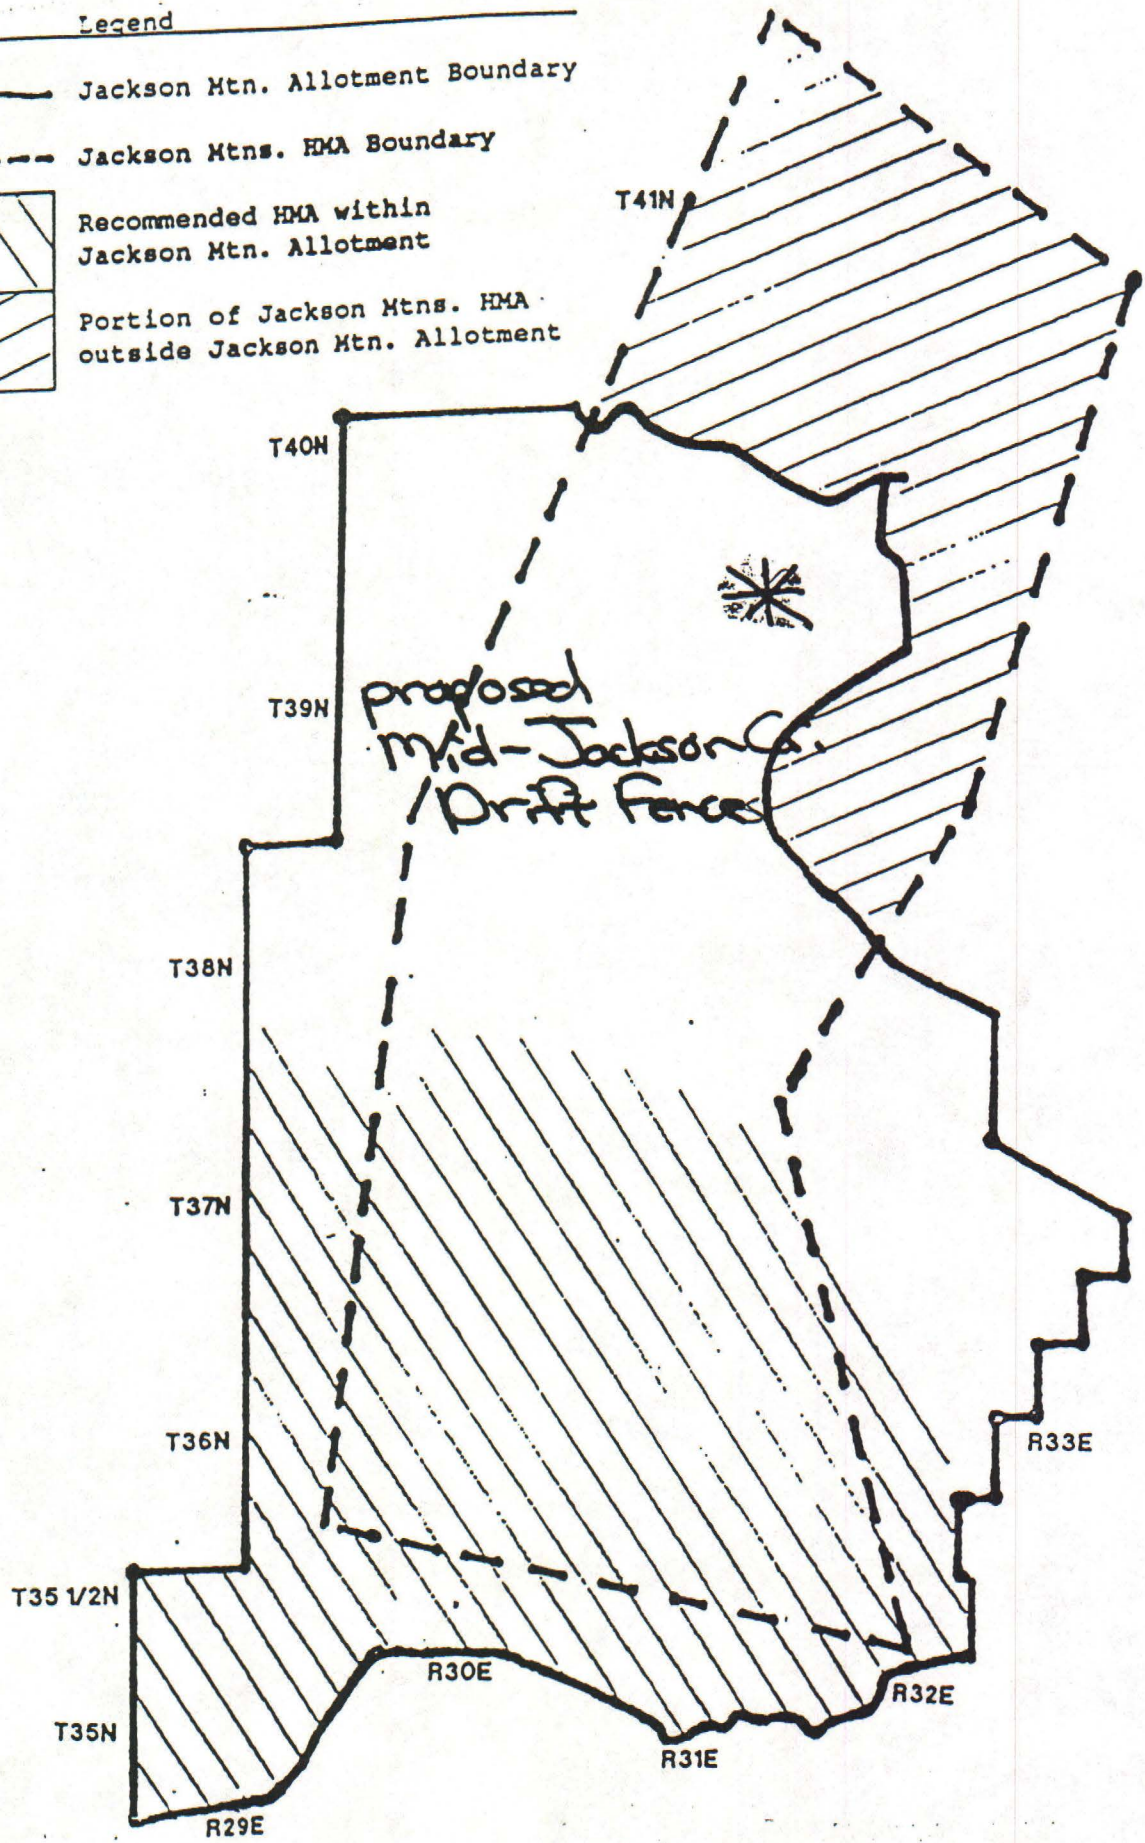 Legend
Jackson Mtn. Allotment Boundary
Jackson Mtns. HMA Boundary
Recommended HMA within
Jackson Mtn. Allotment
Portion of Jackson Mtns. HMA
outside Jackson Mtn. Allotment
T41N
T40N
T39N
proposed
Mid-Jackson Cr.
Drift Fences
T38N
T37N
T36N
R33E
T35 1/2N
R30E
R32E
T35N
R31E
R29E